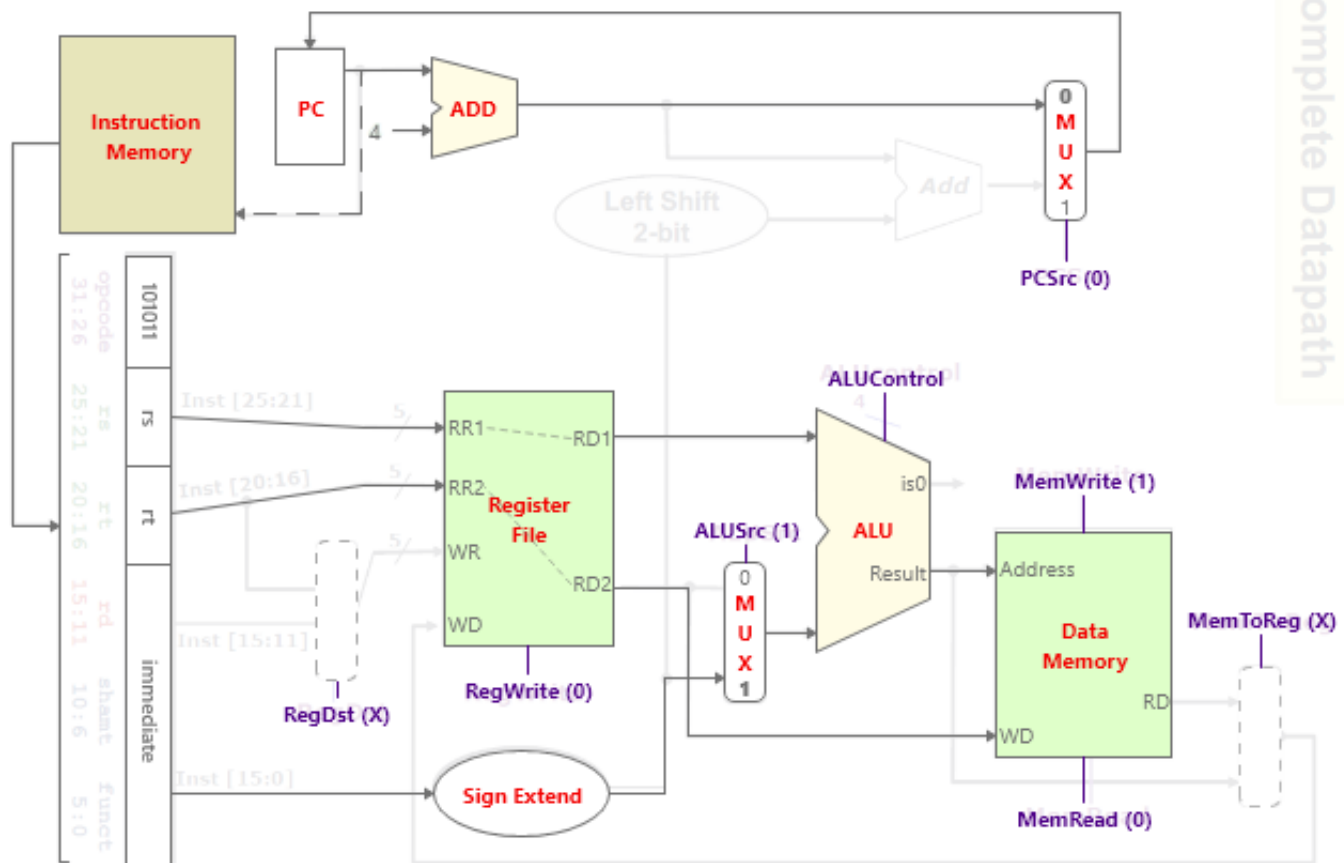 omplete Datapath
Instruction
Memory
PC
4
ADD
0
M
U
X
1
Add
Left Shift
2-bit
PCSrc (0)
opcode
31:26
rs
25:21
rt
20:16
rd
15:11
shamt
10:6
funct
5:0
101011
rs
rt
immediate
Inst [25:21]
Inst [20:16]
Inst [15:11]
Inst [15:0]
5
5
5
RR1
RR2
WR
WD
RD1
RD2
Register
File
RegWrite (0)
RegDst (X)
Sign Extend
ALUSrc (1)
0
M
U
X
1
ALUControl
4
is0
ALU
Result
MemWrite (1)
Address
Data
Memory
RD
WD
MemRead (0)
MemToReg (X)